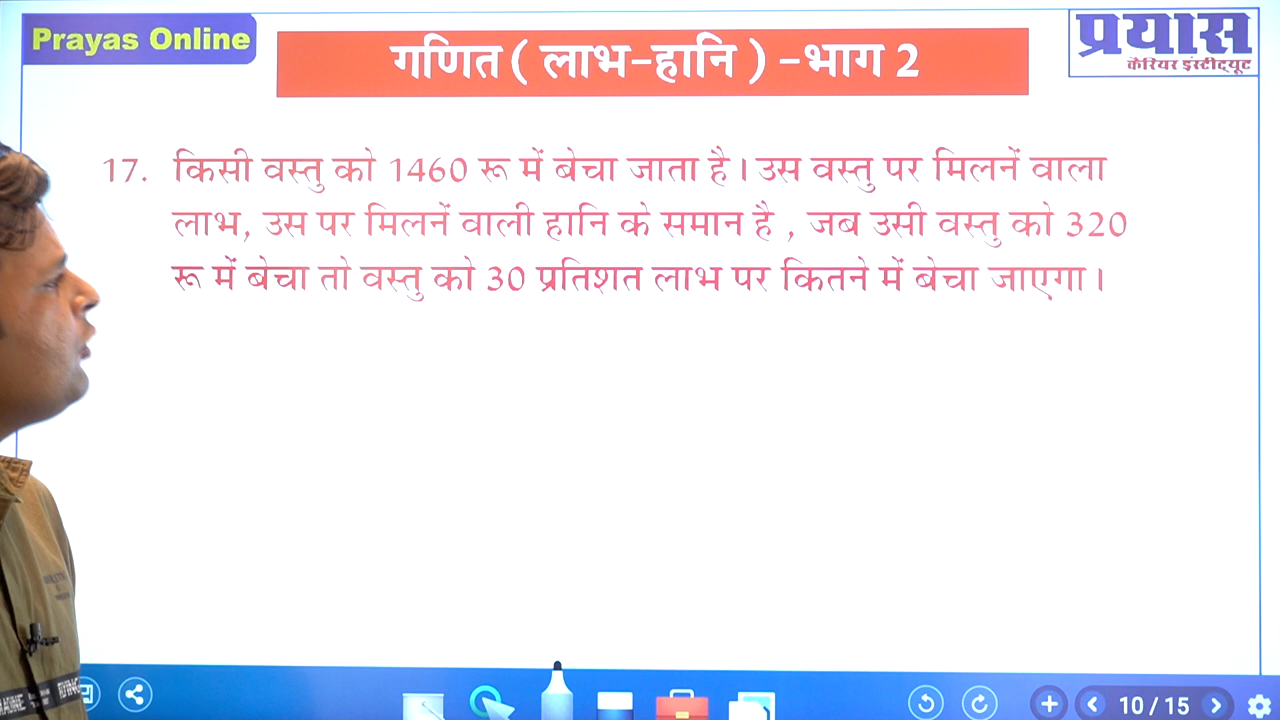 Prayas Online
गणित ( लाभ-हानि ) -भाग 2
प्रयास
कैरियर इंस्टीट्यूट
17. किसी वस्तु को 1460 रू में बेचा जाता है। उस वस्तु पर मिलनें वाला
लाभ, उस पर मिलनें वाली हानि के समान है , जब उसी वस्तु को 320
रू में बेचा तो वस्तु को 30 प्रतिशत लाभ पर कितने में बेचा जाएगा।
10 / 15